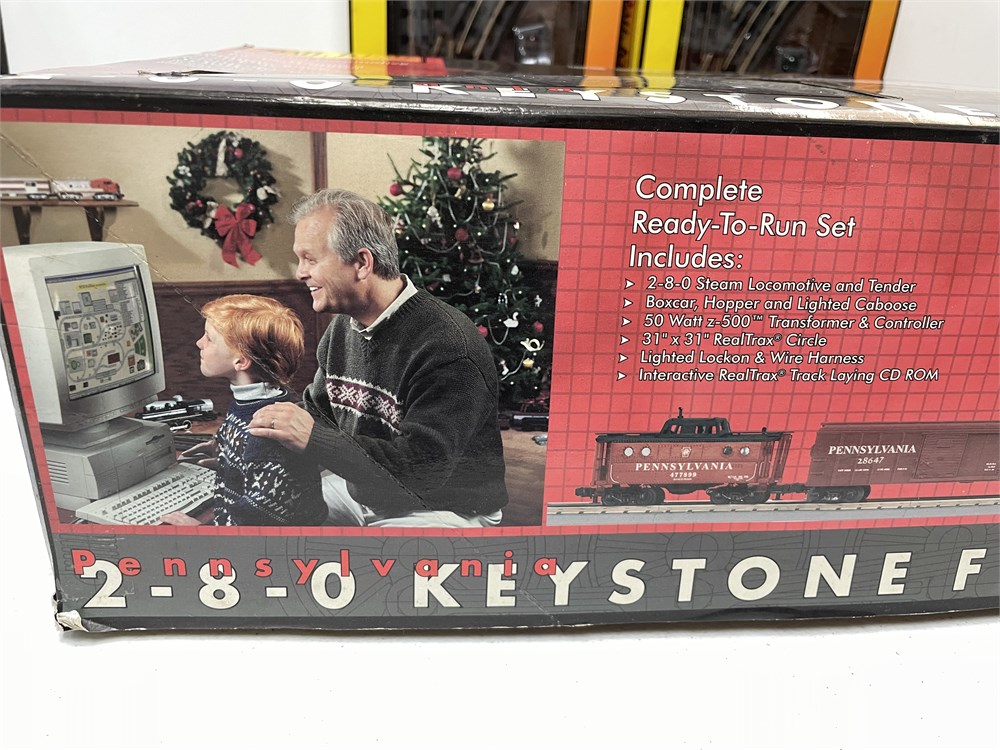 KEYSTONE
Complete
Ready-To-Run Set
Includes:
➤ 2-8-0 Steam Locomotive and Tender
➤ Boxcar, Hopper and Lighted Caboose
➤ 50 Watt z-500™ Transformer & Controller
➤ 31" x 31" RealTrax® Circle
➤ Lighted Lockon & Wire Harness
➤ Interactive RealTrax® Track Laying CD ROM
PENNSYLVANIA
477899
PENNSYLVANIA
28647
Pennsylvania
2-8-0 KEYSTONE F